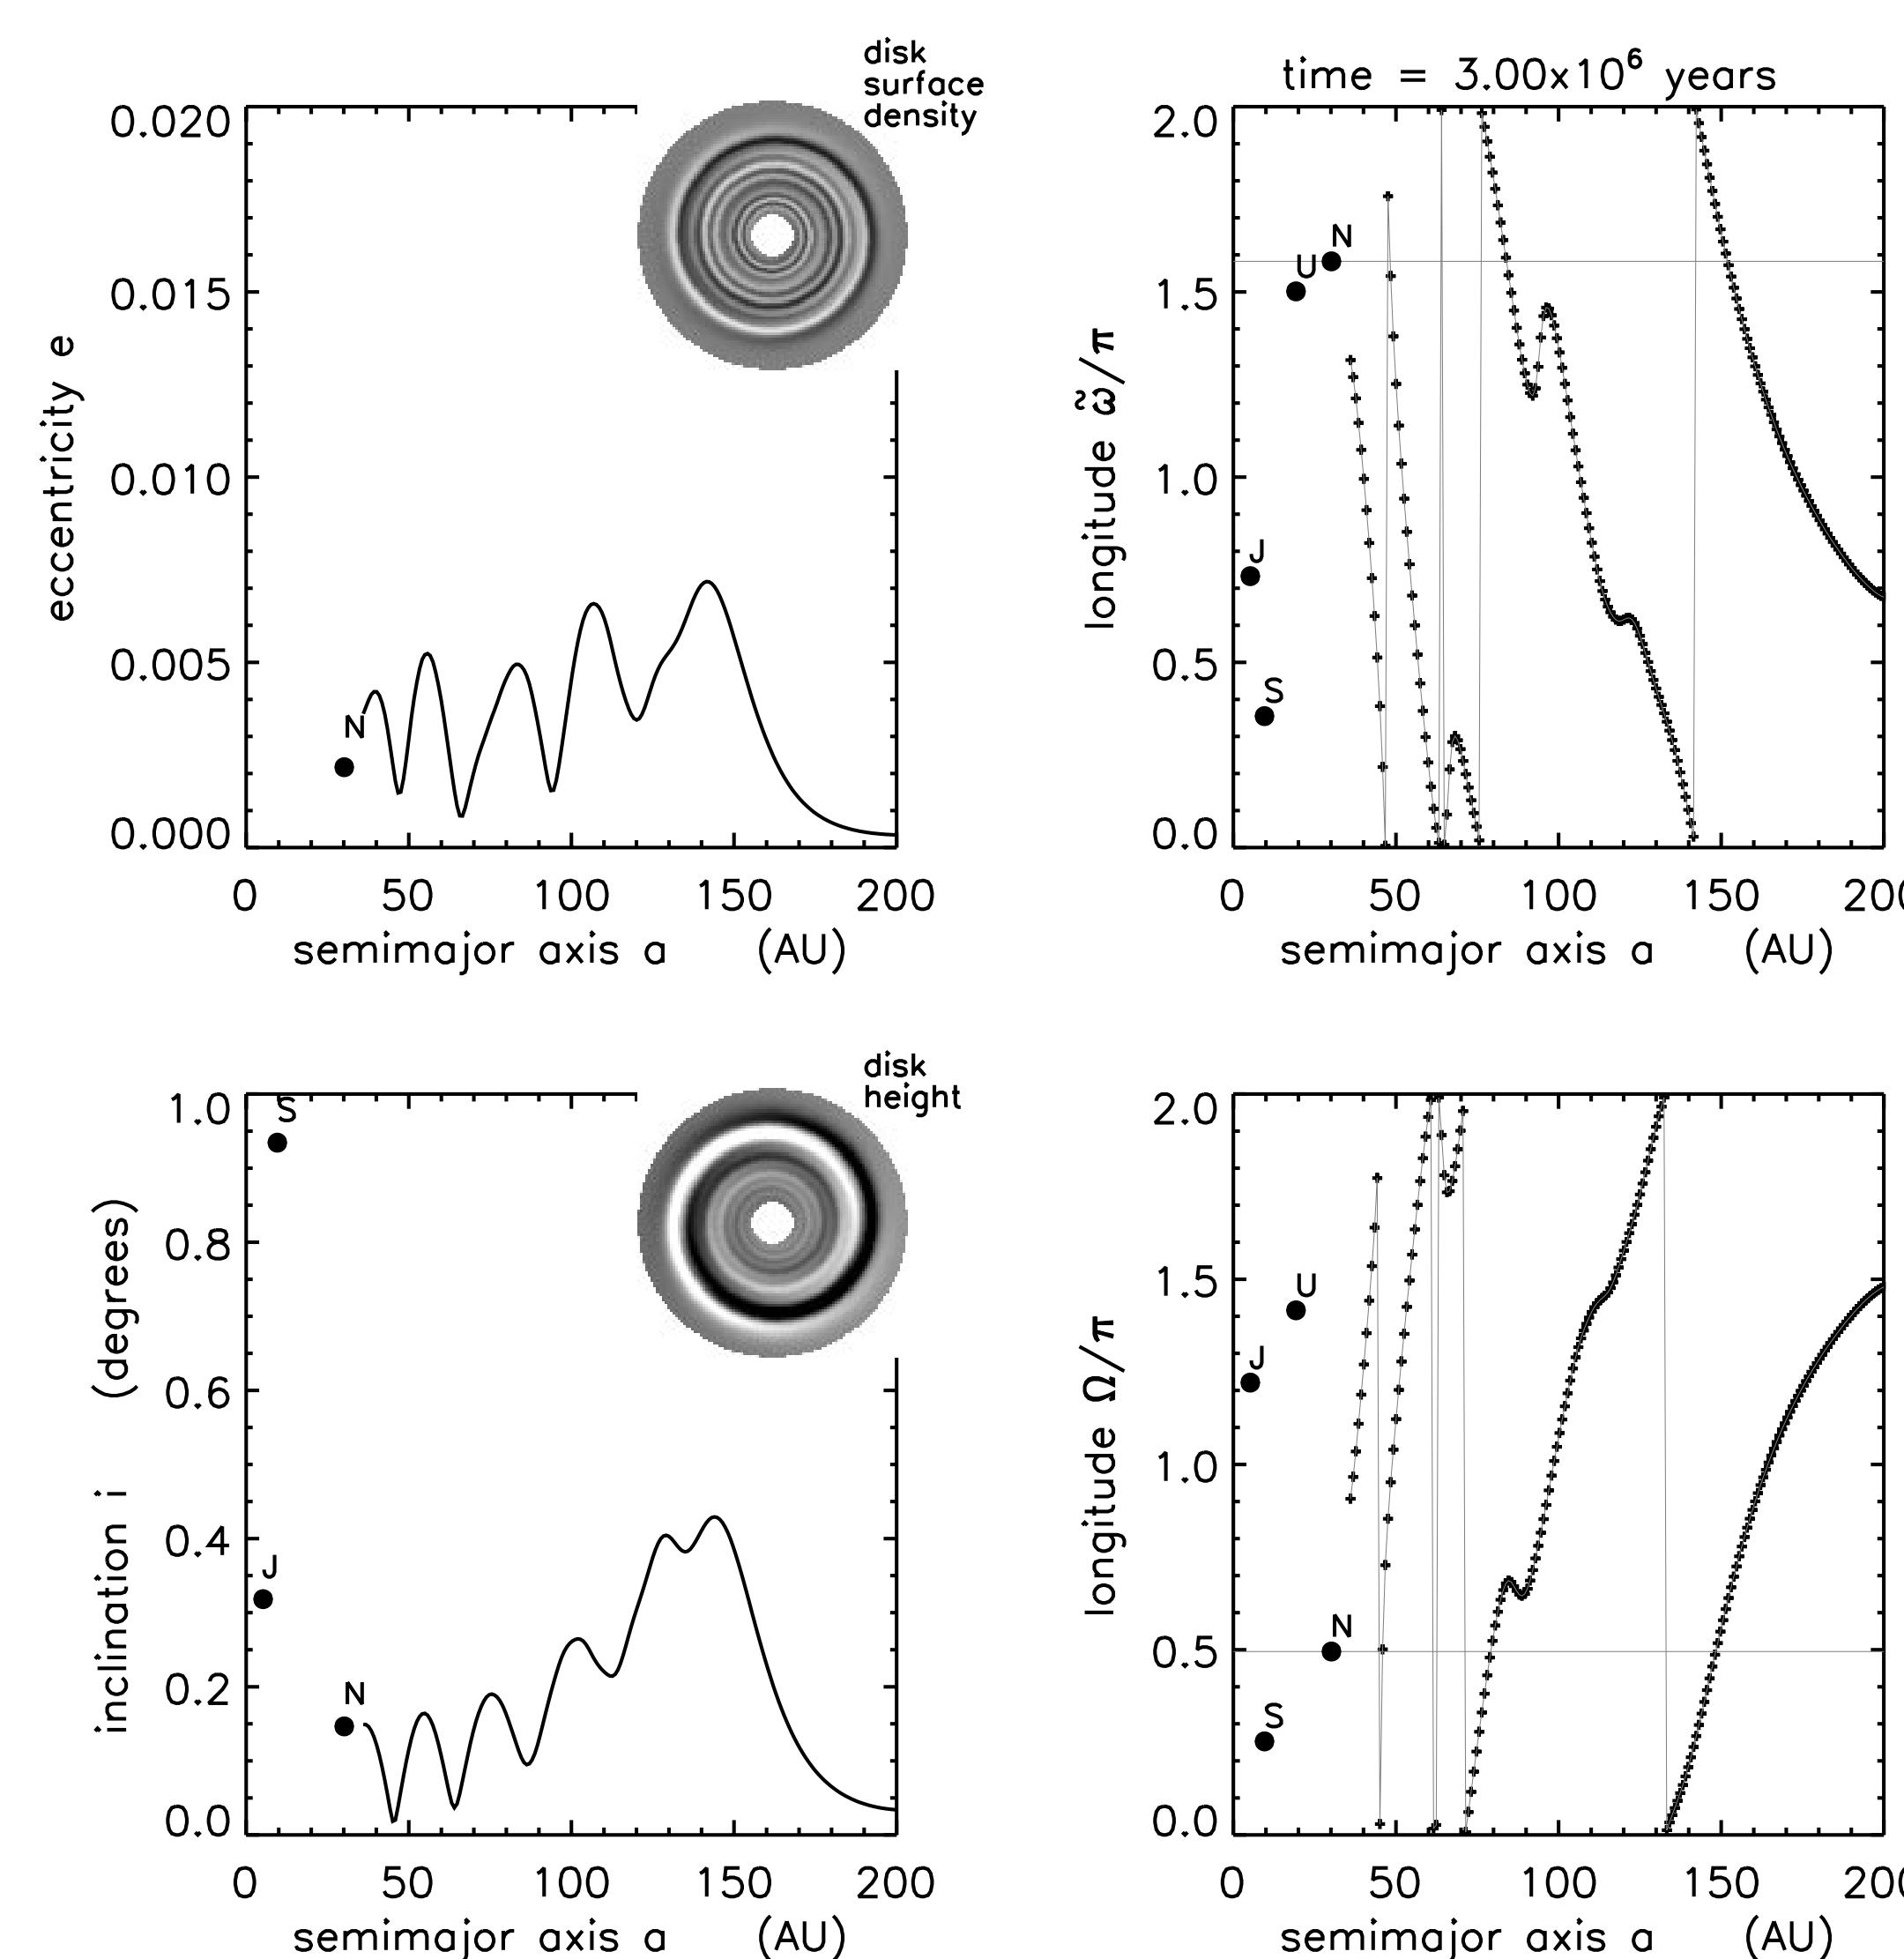 disk
surface
density
time = 3.00x10⁶ years
0.020
0.015
0.010
0.005
0.000
eccentricity e
N
0 50 100 150 200
semimajor axis a (AU)
2.0
1.5
1.0
0.5
0.0
longitude ω̃/π
N
U
J
S
0 50 100 150 200
semimajor axis a (AU)
disk
height
1.0
0.8
0.6
0.4
0.2
0.0
inclination i (degrees)
S
J
N
0 50 100 150 200
semimajor axis a (AU)
2.0
1.5
1.0
0.5
0.0
longitude Ω/π
U
J
N
S
0 50 100 150 200
semimajor axis a (AU)